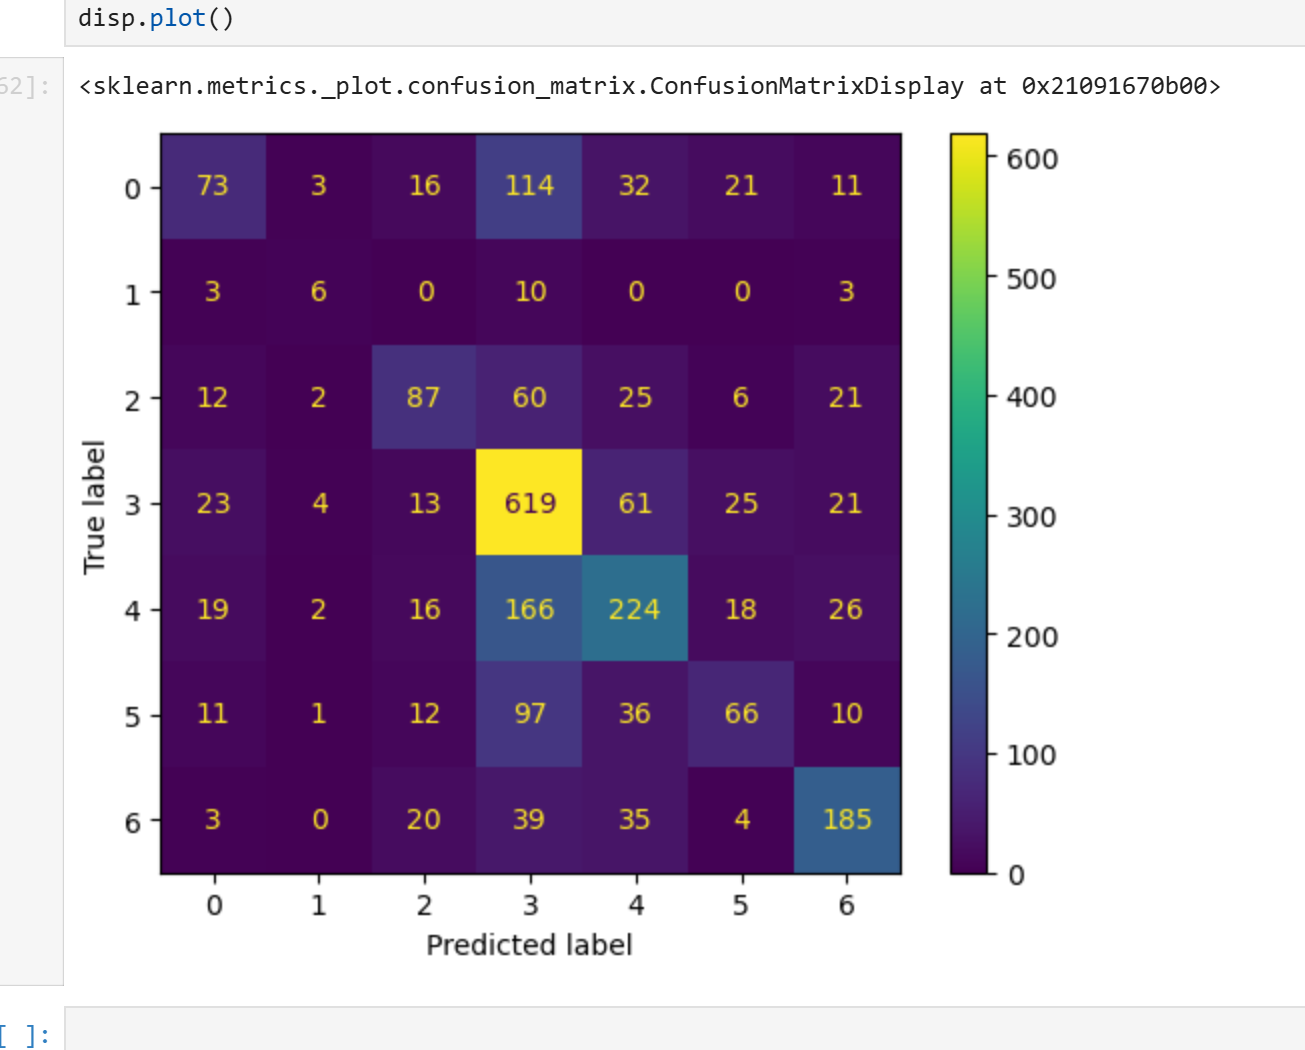 disp.plot()
62]:
<sklearn.metrics._plot.confusion_matrix.ConfusionMatrixDisplay at 0x21091670b00>
0 73 3 16 114 32 21 11
1 3 6 0 10 0 0 3
2 12 2 87 60 25 6 21
3 23 4 13 619 61 25 21
4 19 2 16 166 224 18 26
5 11 1 12 97 36 66 10
6 3 0 20 39 35 4 185
0 1 2 3 4 5 6
Predicted label
True label
600
500
400
300
200
100
0
[ ]: